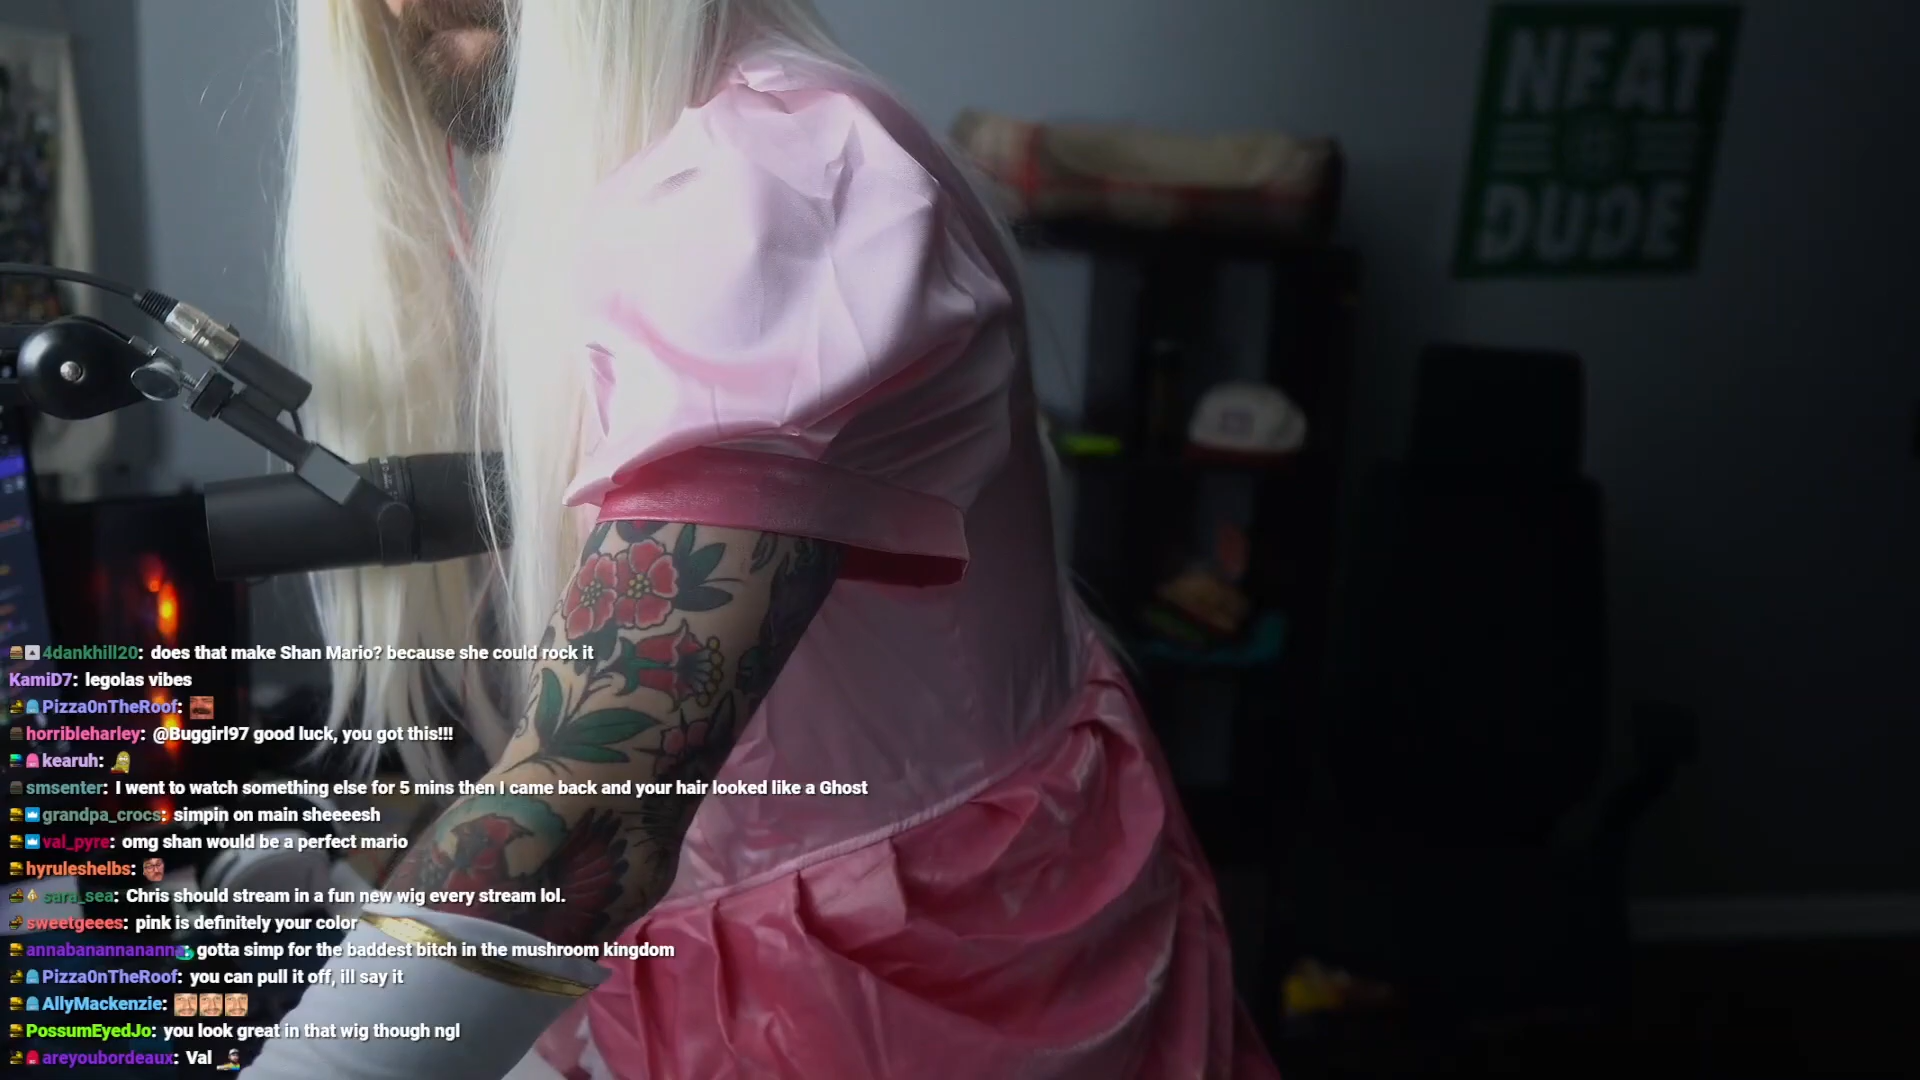 NEAT
DUDE
4dankhill20: does that make Shan Mario? because she could rock it
KamiD7: legolas vibes
Pizza0nTheRoof:
horribleharley: @Buggirl97 good luck, you got this!!!
kearuh:
smsenter: I went to watch something else for 5 mins then I came back and your hair looked like a Ghost
grandpa_crocs: simpin on main sheeeesh
val_pyre: omg shan would be a perfect mario
hyruleshelbs:
sara_sea: Chris should stream in a fun new wig every stream lol.
sweetgeees: pink is definitely your color
annabanannananna: gotta simp for the baddest bitch in the mushroom kingdom
Pizza0nTheRoof: you can pull it off, ill say it
AllyMackenzie:
PossumEyedJo: you look great in that wig though ngl
areyoubordeaux: Val